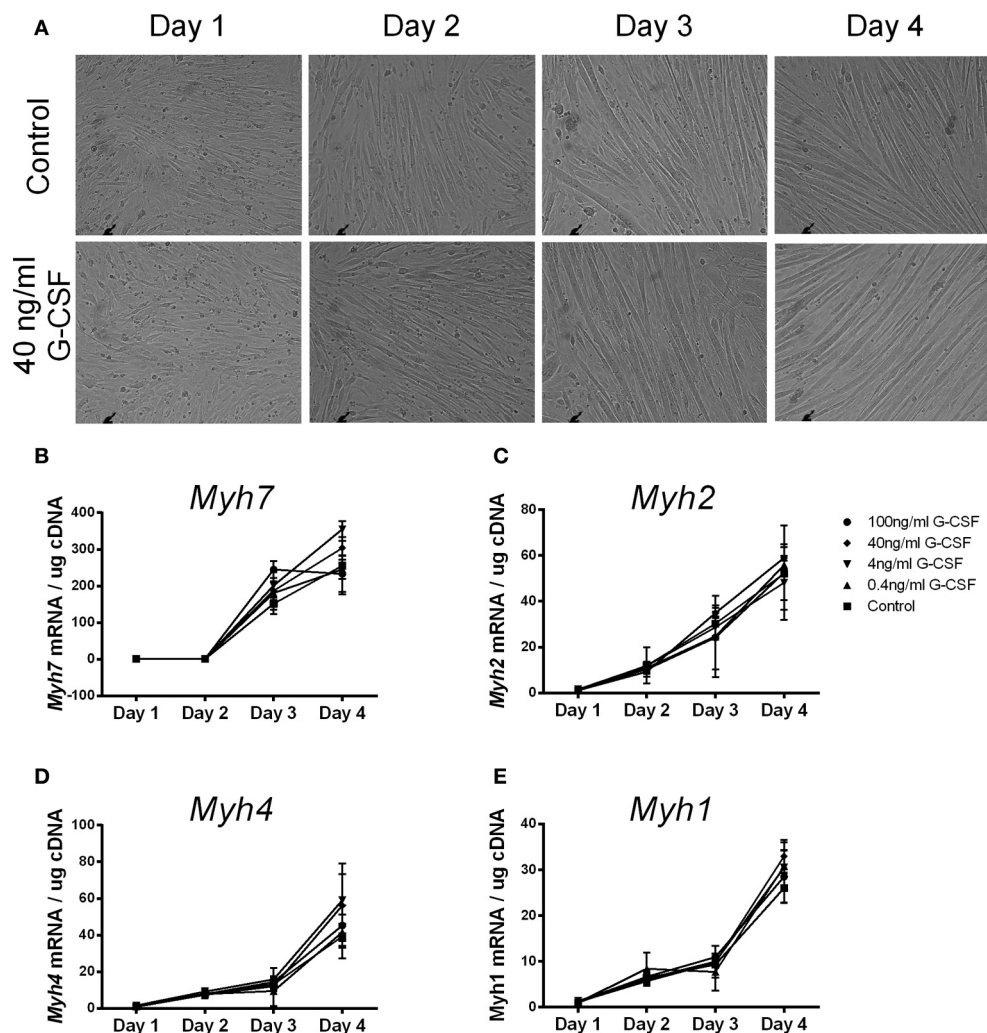 A
Day 1
Day 2
Day 3
Day 4
Control
40 ng/ml
G-CSF
B
Myh7
Myh7 mRNA / ug cDNA
400
300
200
100
0
-100
Day 1
Day 2
Day 3
Day 4
C
Myh2
Myh2 mRNA / ug cDNA
80
60
40
20
0
Day 1
Day 2
Day 3
Day 4
100ng/ml G-CSF
40ng/ml G-CSF
4ng/ml G-CSF
0.4ng/ml G-CSF
Control
D
Myh4
Myh4 mRNA / ug cDNA
100
80
60
40
20
0
Day 1
Day 2
Day 3
Day 4
E
Myh1
Myh1 mRNA / ug cDNA
40
30
20
10
0
Day 1
Day 2
Day 3
Day 4